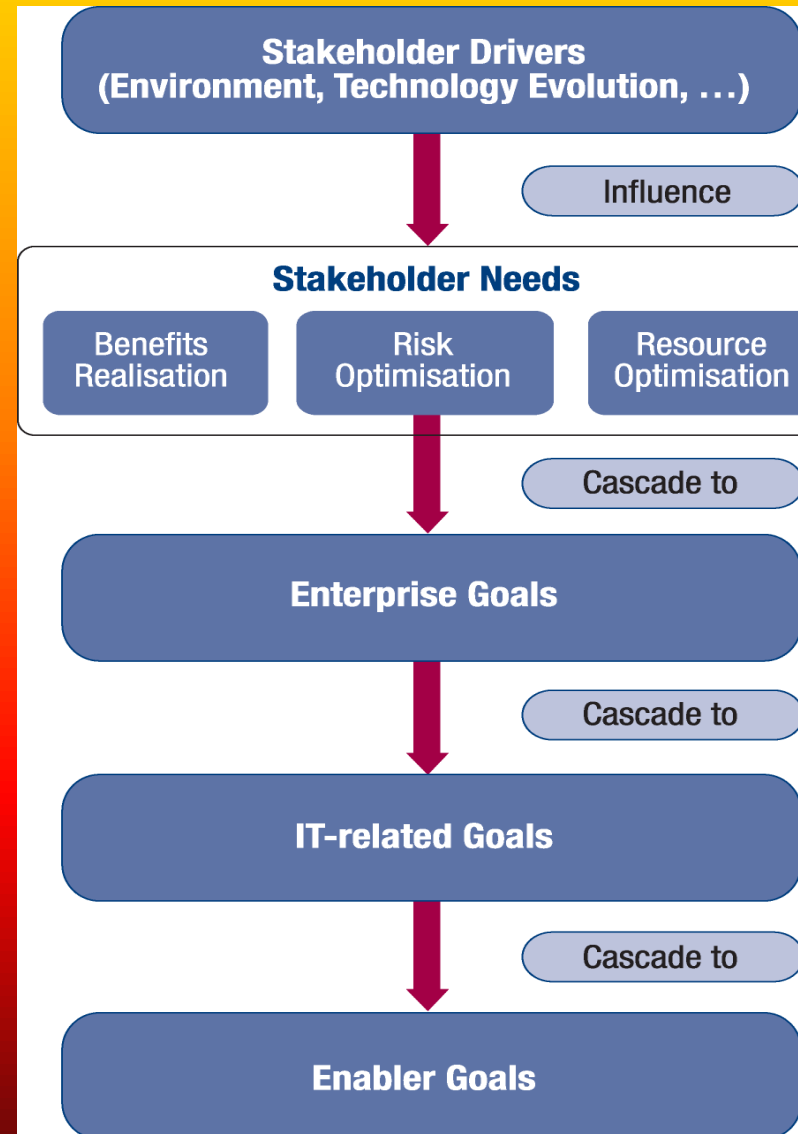 Stakeholder Drivers
(Environment, Technology Evolution, …)
Influence
Stakeholder Needs
Benefits
Realisation
Risk
Optimisation
Resource
Optimisation
Cascade to
Enterprise Goals
Cascade to
IT-related Goals
Cascade to
Enabler Goals